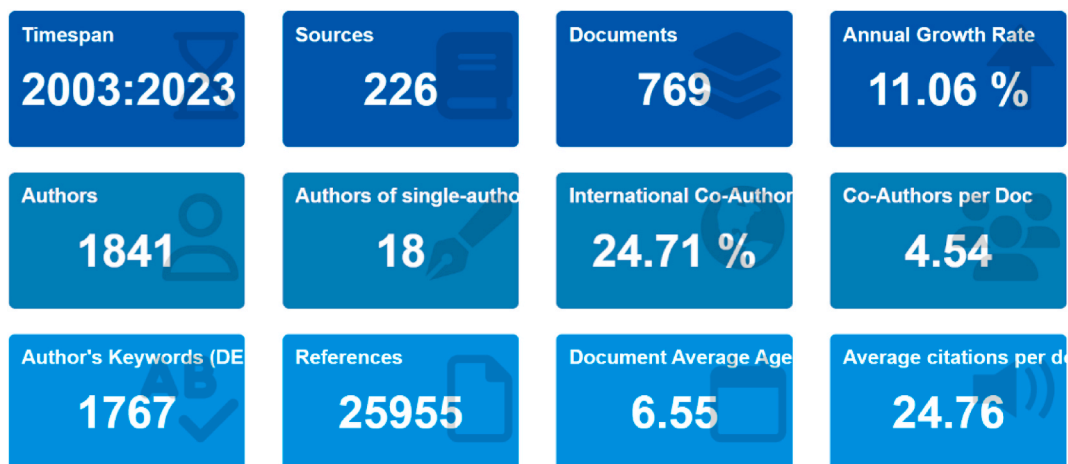 Timespan
2003:2023
Sources
226
Documents
769
Annual Growth Rate
11.06 %
Authors
1841
Authors of single-autho
18
International Co-Author
24.71 %
Co-Authors per Doc
4.54
Author's Keywords (DE
1767
References
25955
Document Average Age
6.55
Average citations per d
24.76
AB